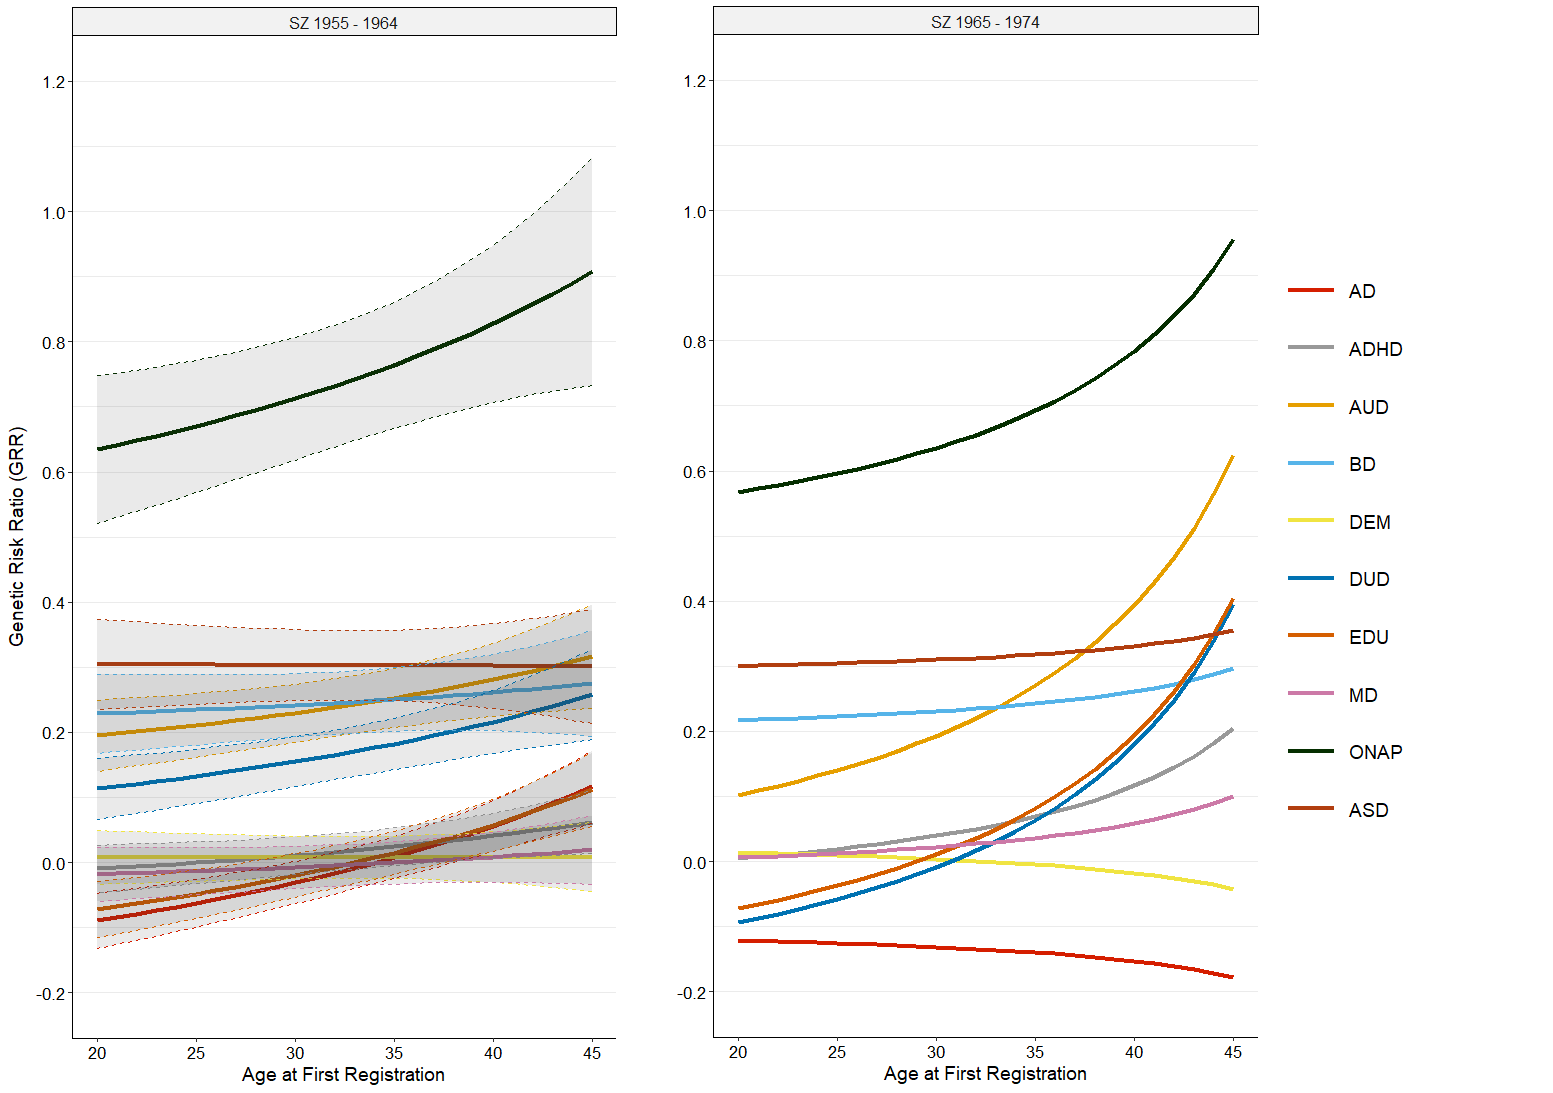 SZ 1955 - 1964
SZ 1965 - 1974
Genetic Risk Ratio (GRR)
1.2
1.0
0.8
0.6
0.4
0.2
0.0
-0.2
20 25 30 35 40 45
Age at First Registration
1.2
1.0
0.8
0.6
0.4
0.2
0.0
-0.2
20 25 30 35 40 45
Age at First Registration
AD
ADHD
AUD
BD
DEM
DUD
EDU
MD
ONAP
ASD